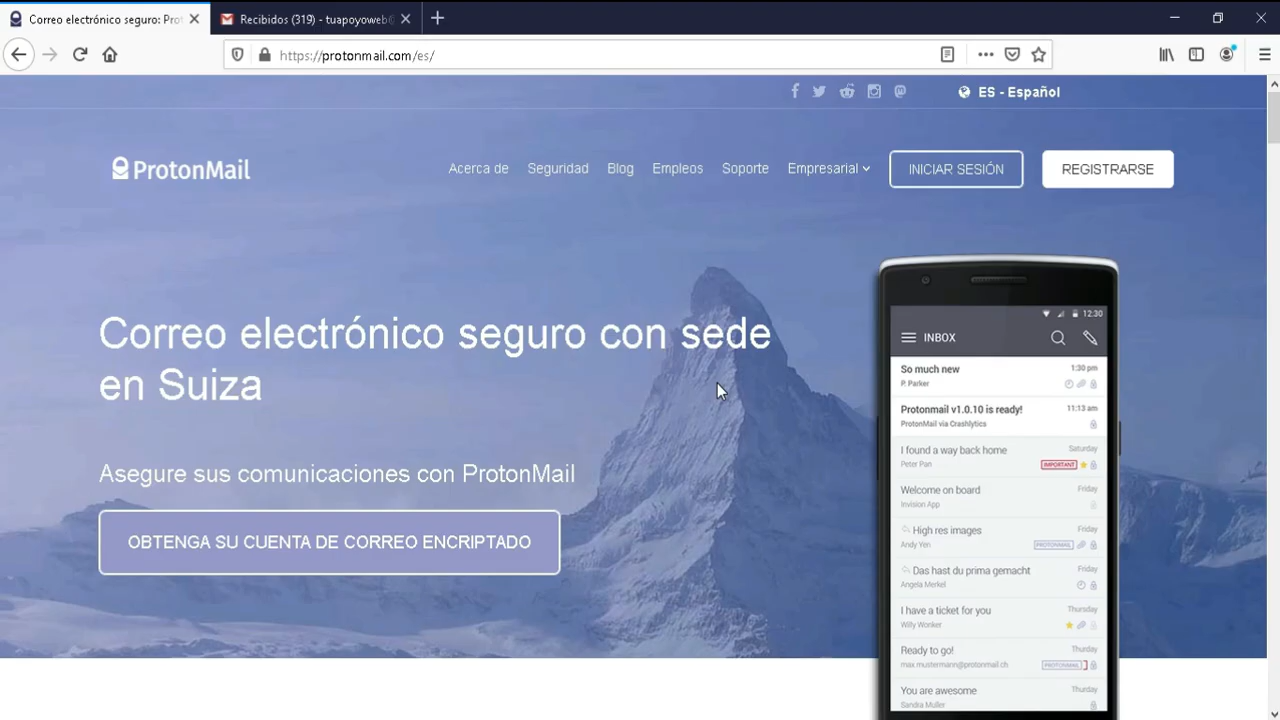 Correo electrónico seguro: Pro
Recibidos (319) - tuapoyoweb@
https://protonmail.com/es/
ES - Español
ProtonMail
Acerca de
Seguridad
Blog
Empleos
Soporte
Empresarial
INICIAR SESIÓN
REGISTRARSE
Correo electrónico seguro con sede
en Suiza
Asegure sus comunicaciones con ProtonMail
OBTENGA SU CUENTA DE CORREO ENCRIPTADO
12:30
INBOX
So much new 1:30 pm
P. Parker
Protonmail v1.0.10 is ready! 11:13 am
ProtonMail via Crashlytics
I found a way back home Saturday
Peter Pan IMPORTANT
Welcome on board Friday
Invision App
High res images Friday
Andy Yen PROTONMAIL
Das hast du prima gemacht Friday
Angela Merkel
I have a ticket for you Thursday
Willy Wonker
Ready to go! Thurday
max.mustermann@protonmail.ch PROTONMAIL
You are awesome Thurday
Sandra Muller